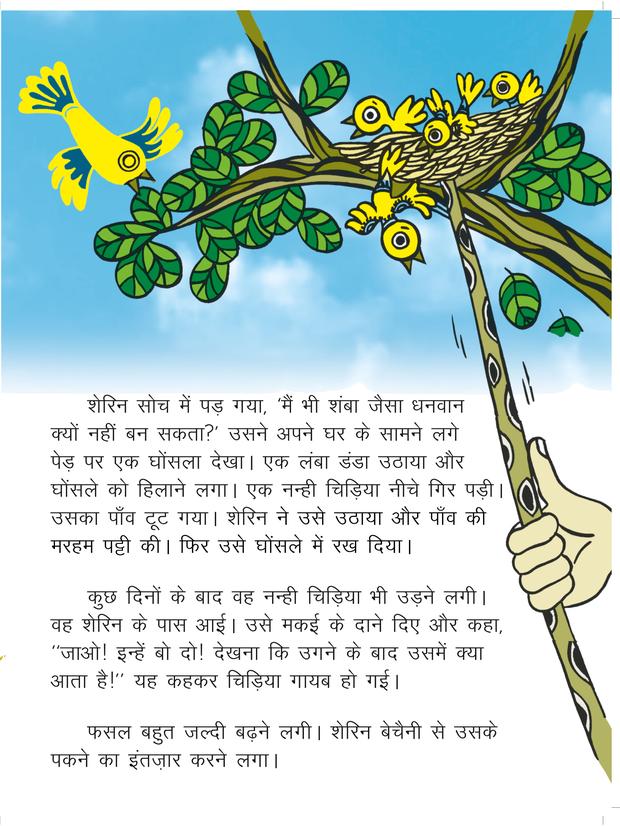 शेरिन सोच में पड़ गया, ‘मैं भी शंबा जैसा धनवान
क्यों नहीं बन सकता?’ उसने अपने घर के सामने लगे
पेड़ पर एक घोंसला देखा। एक लंबा डंडा उठाया और
घोंसले को हिलाने लगा। एक नन्ही चिड़िया नीचे गिर पड़ी।
उसका पाँव टूट गया। शेरिन ने उसे उठाया और पाँव की
मरहम पट्टी की। फिर उसे घोंसले में रख दिया।
कुछ दिनों के बाद वह नन्ही चिड़िया भी उड़ने लगी।
वह शेरिन के पास आई। उसे मकई के दाने दिए और कहा,
‘‘जाओ! इन्हें बो दो! देखना कि उगने के बाद उसमें क्या
आता है!’’ यह कहकर चिड़िया गायब हो गई।
फसल बहुत जल्दी बढ़ने लगी। शेरिन बेचैनी से उसके
पकने का इंतज़ार करने लगा।